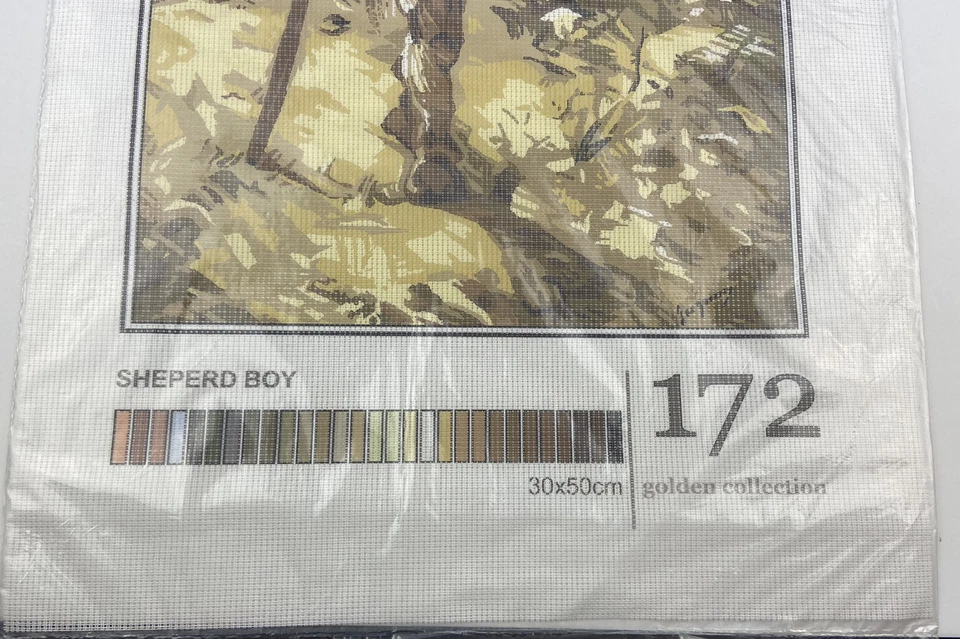 SHEPERD BOY
30x50cm
172
golden collection